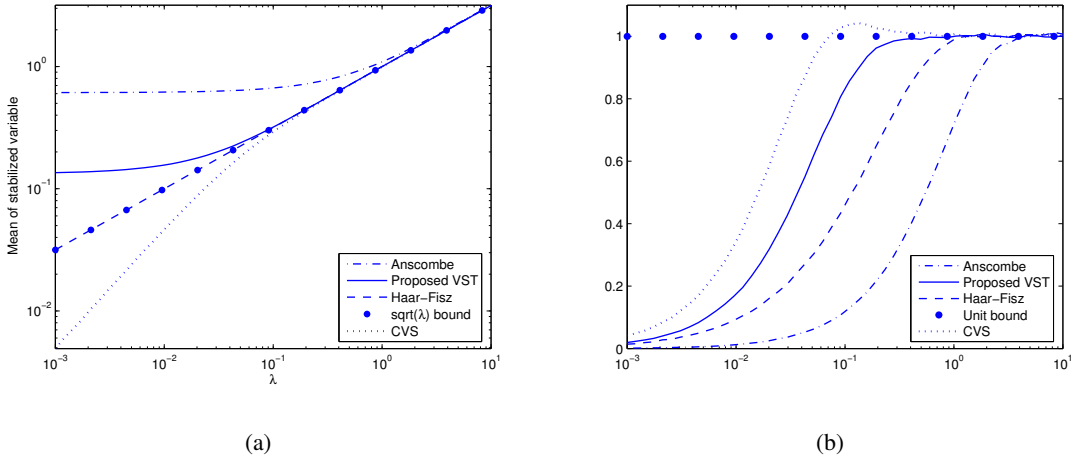 Mean of stabilized variable
10^0
10^−1
10^−2
10^−3
10^−2
10^−1
10^0
10^1
λ
Anscombe
Proposed VST
Haar−Fisz
sqrt(λ) bound
CVS
(a)
1
0.8
0.6
0.4
0.2
0
10^−3
10^−2
10^−1
10^0
10^1
Anscombe
Proposed VST
Haar−Fisz
Unit bound
CVS
(b)